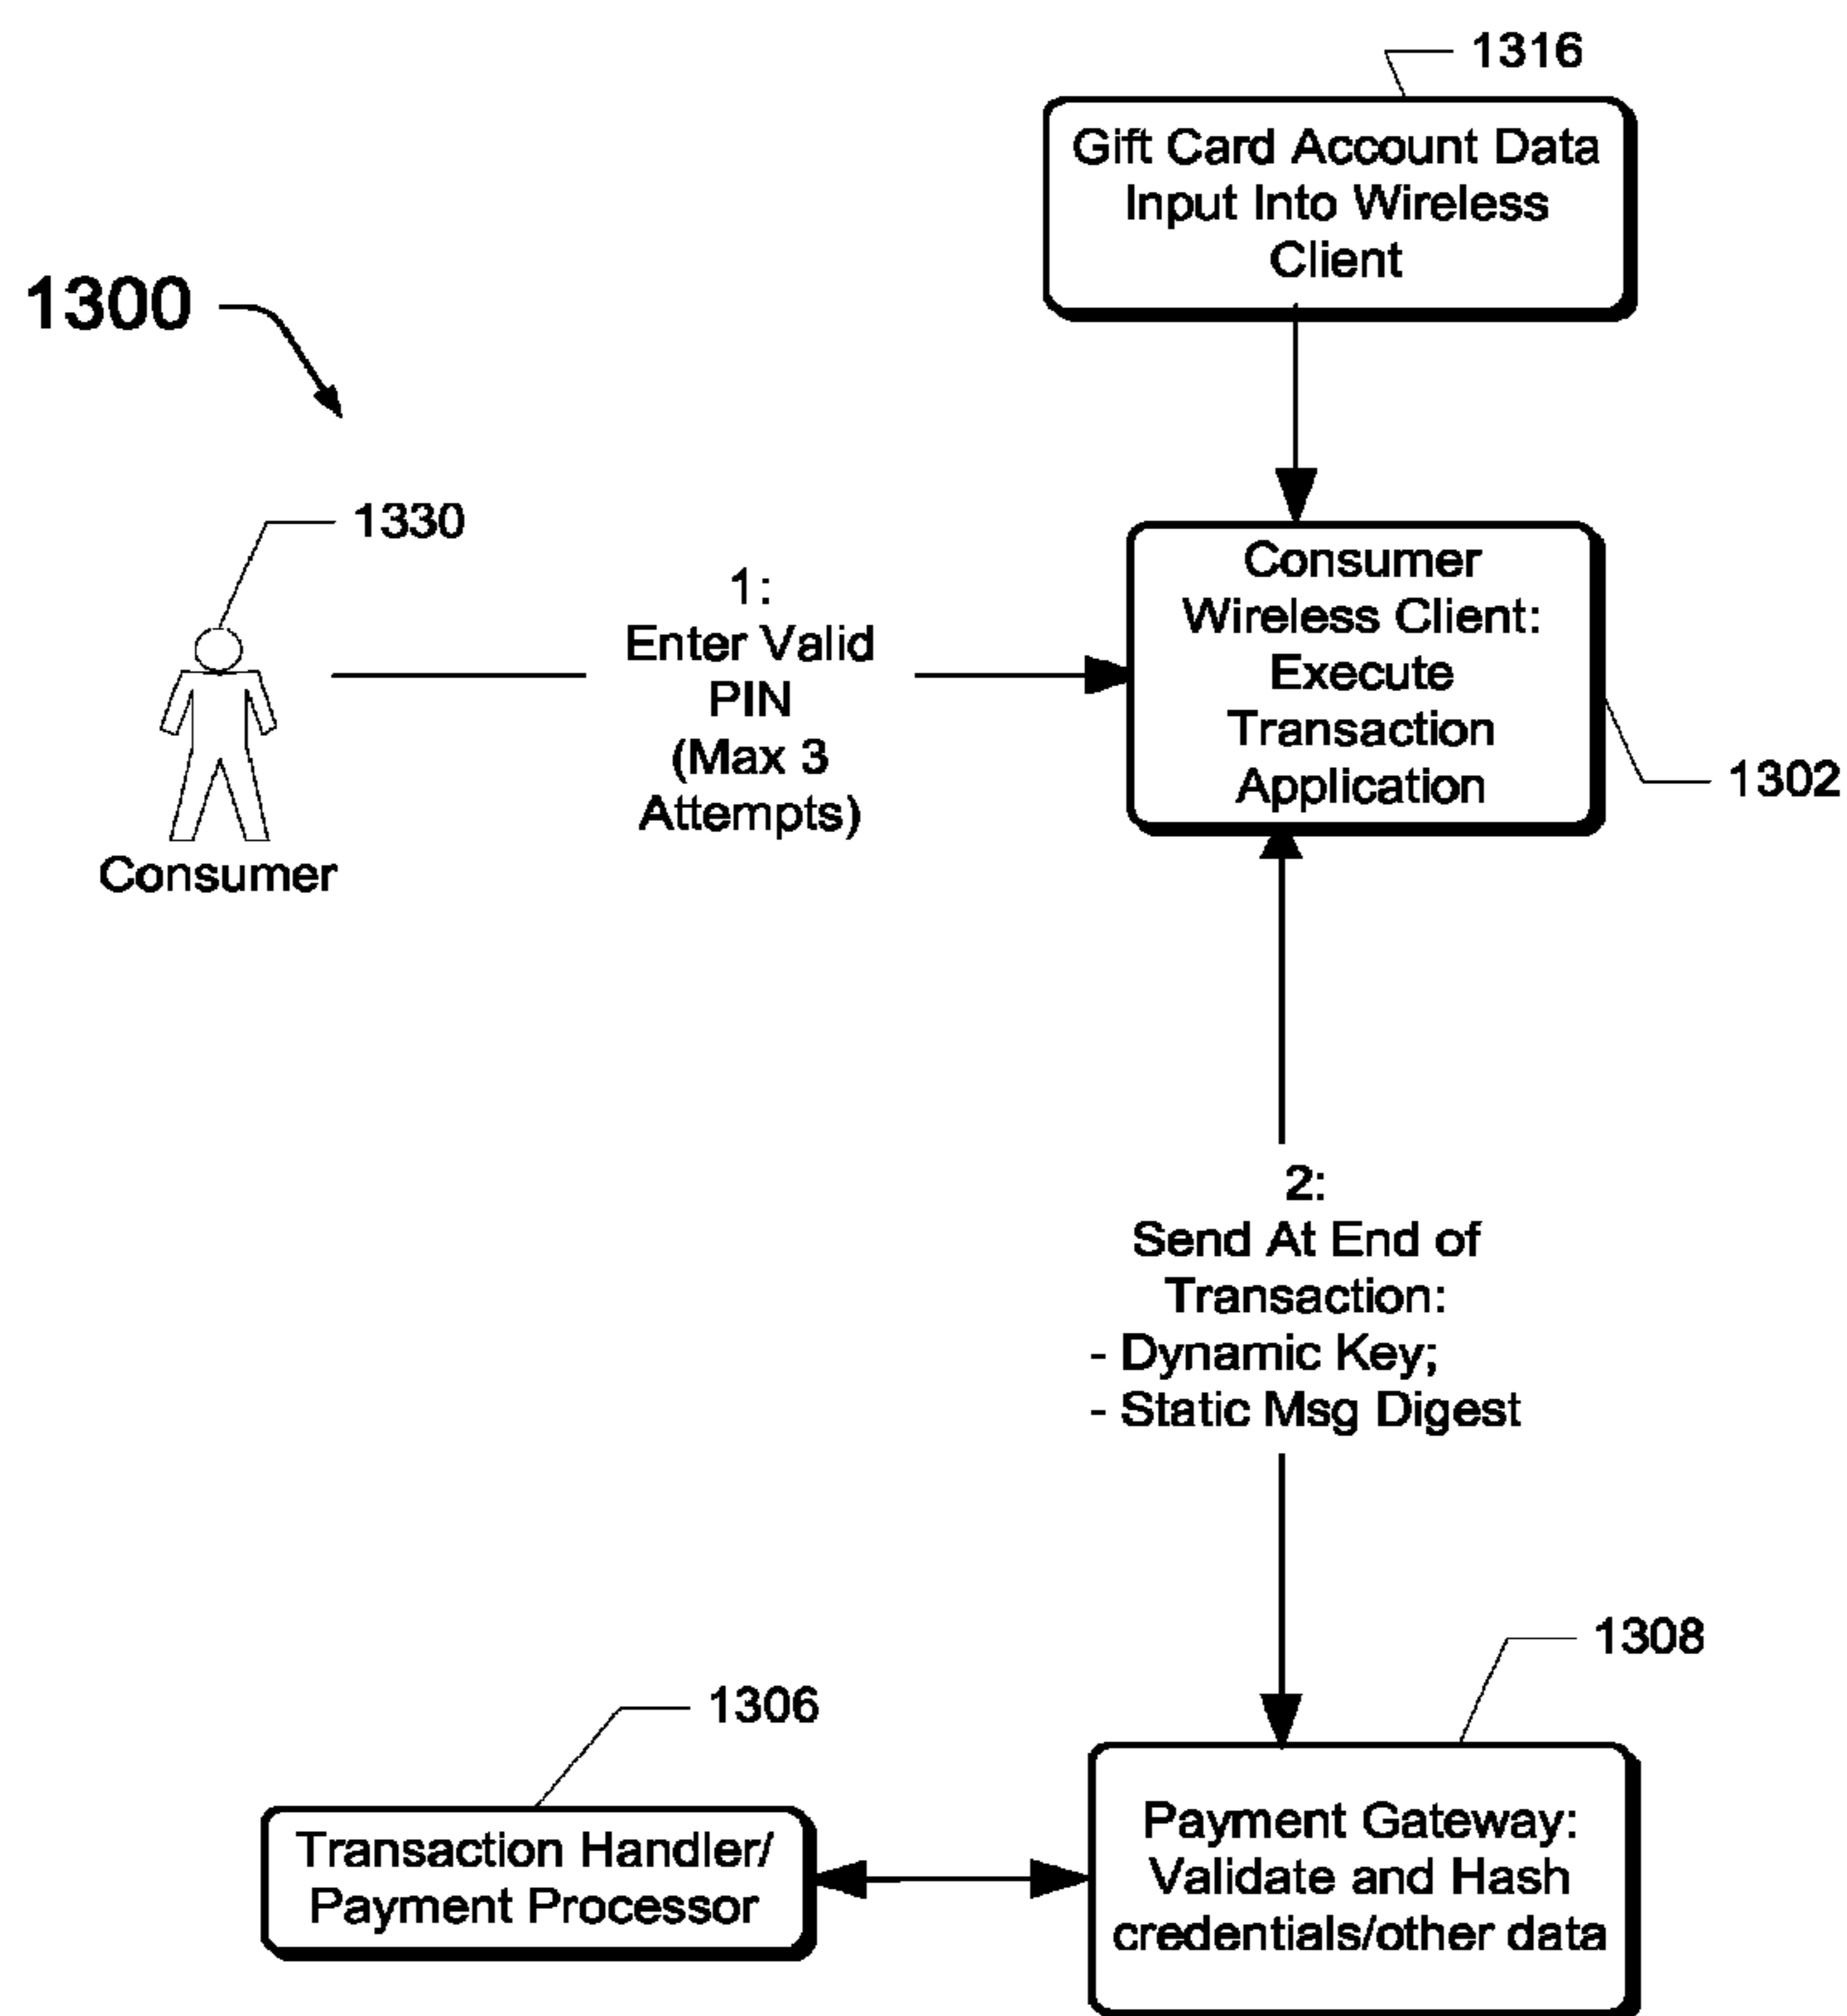 1316
Gift Card Account Data
Input Into Wireless
Client
1300
1330
1:
Enter Valid
PIN
(Max 3
Attempts)
Consumer
Consumer
Wireless Client:
Execute
Transaction
Application
1302
2:
Send At End of
Transaction:
- Dynamic Key;
- Static Msg Digest
1308
1306
Transaction Handler/
Payment Processor
Payment Gateway:
Validate and Hash
credentials/other data